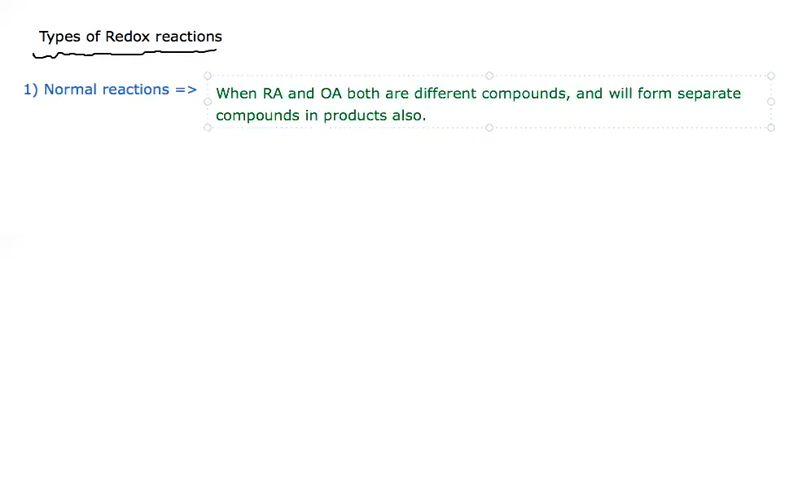 Types of Redox reactions
1) Normal reactions => When RA and OA both are different compounds, and will form separate
compounds in products also.